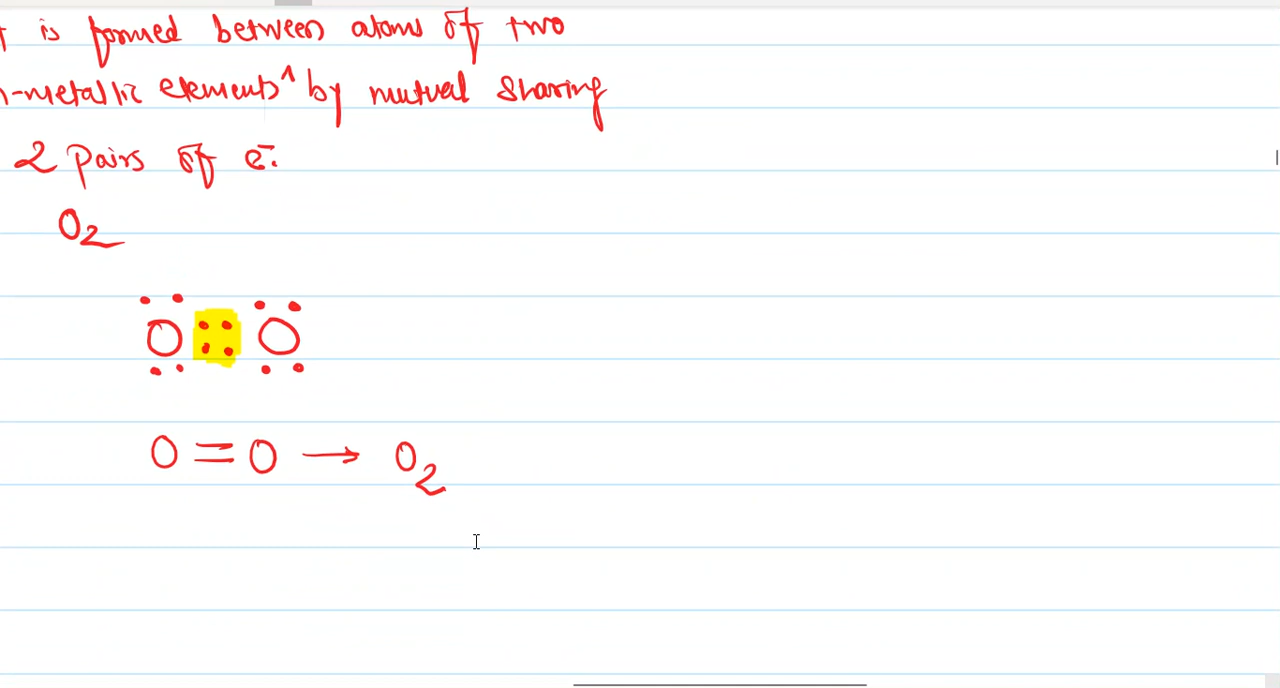 is formed between atoms of two
n-metallic elements^ by mutual sharing
2 pairs of e-.
O2
O :: O
O = O → O2